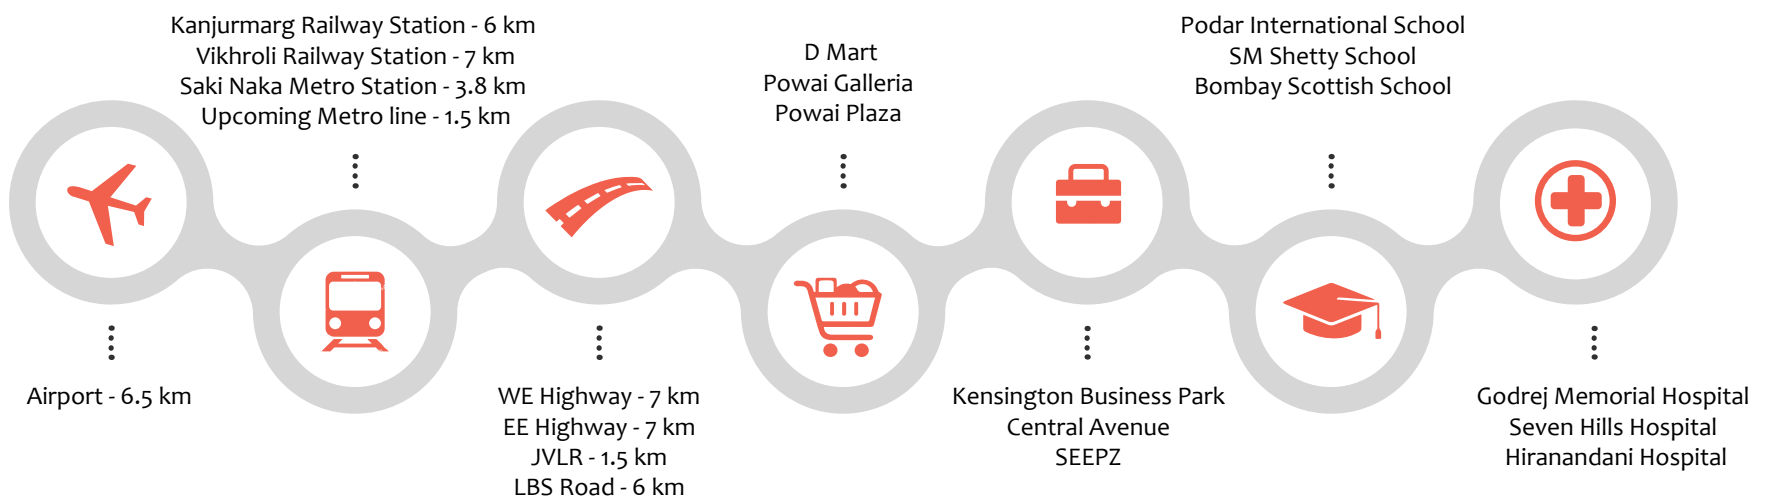 Kanjurmarg Railway Station - 6 km
Vikhroli Railway Station - 7 km
Saki Naka Metro Station - 3.8 km
Upcoming Metro line - 1.5 km
D Mart
Powai Galleria
Powai Plaza
Podar International School
SM Shetty School
Bombay Scottish School
Airport - 6.5 km
WE Highway - 7 km
EE Highway - 7 km
JVLR - 1.5 km
LBS Road - 6 km
Kensington Business Park
Central Avenue
SEEPZ
Godrej Memorial Hospital
Seven Hills Hospital
Hiranandani Hospital